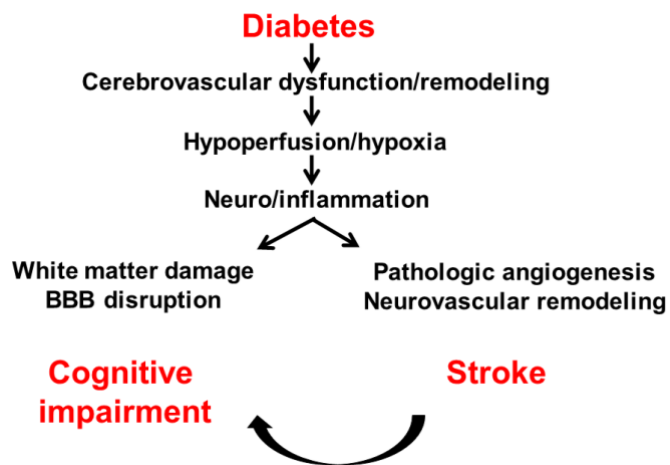 Diabetes
Cerebrovascular dysfunction/remodeling
Hypoperfusion/hypoxia
Neuro/inflammation
White matter damage
BBB disruption
Pathologic angiogenesis
Neurovascular remodeling
Cognitive
impairment
Stroke